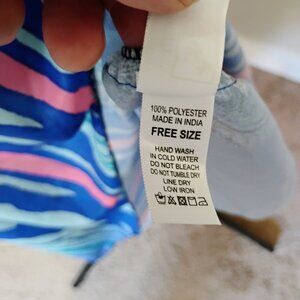 100% POLYESTER
MADE IN INDIA
FREE SIZE
HAND WASH
IN COLD WATER
DO NOT BLEACH
DO NOT TUMBLE DRY
LINE DRY
LOW IRON